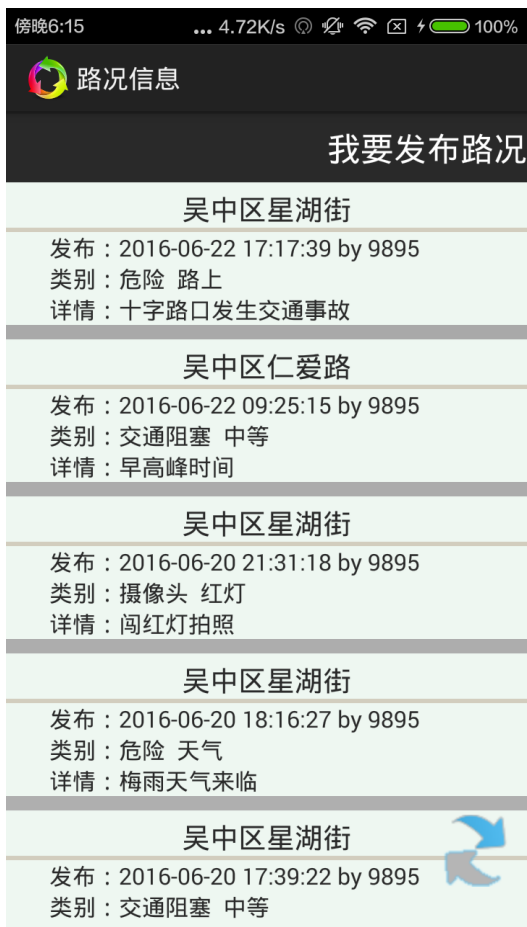 傍晚6:15 ... 4.72K/s 100%
路况信息
我要发布路况
吴中区星湖街
发布：2016-06-22 17:17:39 by 9895
类别：危险 路上
详情：十字路口发生交通事故
吴中区仁爱路
发布：2016-06-22 09:25:15 by 9895
类别：交通阻塞 中等
详情：早高峰时间
吴中区星湖街
发布：2016-06-20 21:31:18 by 9895
类别：摄像头 红灯
详情：闯红灯拍照
吴中区星湖街
发布：2016-06-20 18:16:27 by 9895
类别：危险 天气
详情：梅雨天气来临
吴中区星湖街
发布：2016-06-20 17:39:22 by 9895
类别：交通阻塞 中等